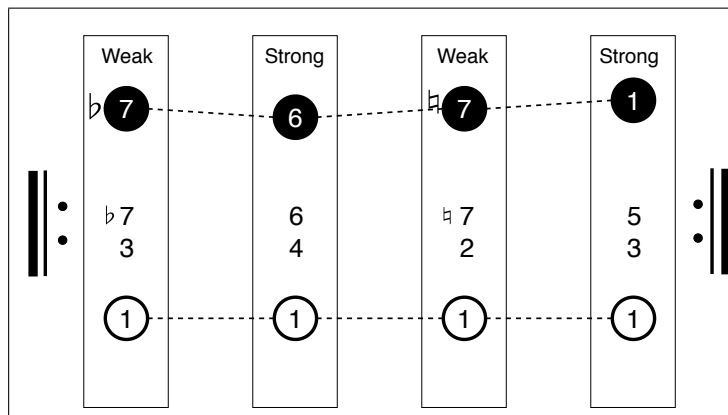 Weak Strong Weak Strong
♭7 6 ♮7 1
♭7 6 ♮7 5
3 4 2 3
1 1 1 1